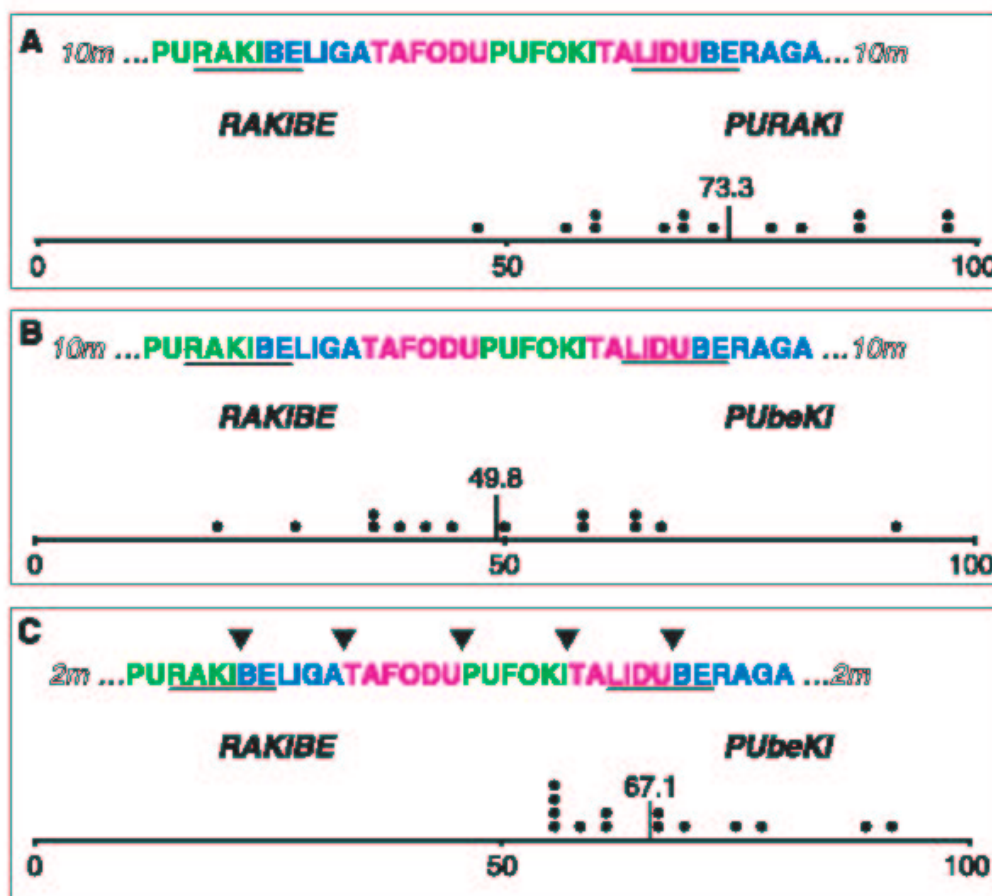 A
10m ...PURAKIBELIGATAFODUPUFOKITALIDUBERAGA...10m
RAKIBE PURAKI
73.3
0 50 100
B
10m ...PURAKIBELIGATAFODUPUFOKITALIDUBERAGA ...10m
RAKIBE PUbeKI
49.8
0 50 100
C
2m ...PURAKIBELIGATAFODUPUFOKITALIDUBERAGA ...2m
RAKIBE PUbeKI
67.1
0 50 100